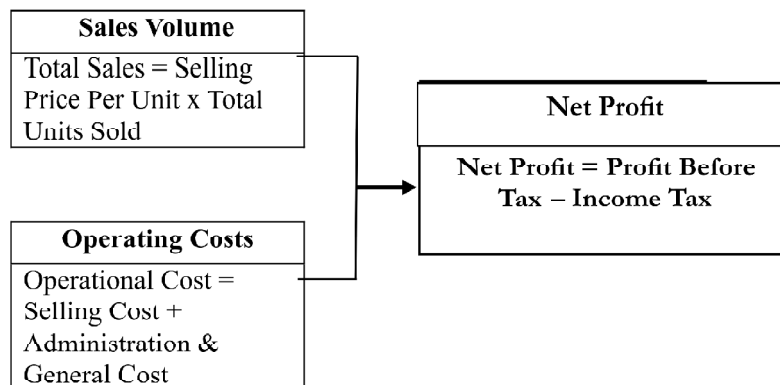 Sales Volume
Total Sales = Selling
Price Per Unit x Total
Units Sold
Operating Costs
Operational Cost =
Selling Cost +
Administration &
General Cost
Net Profit
Net Profit = Profit Before
Tax – Income Tax